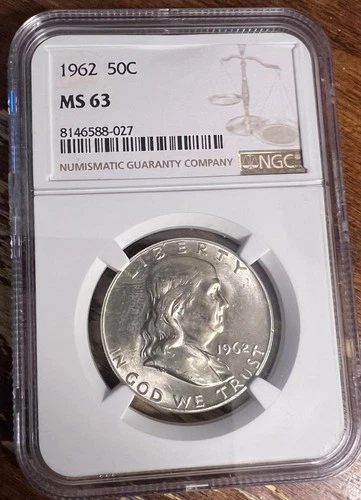 1962 50C
MS 63
8146588-027
NUMISMATIC GUARANTY COMPANY
NGC
LIBERTY
1962
IN GOD WE TRUST